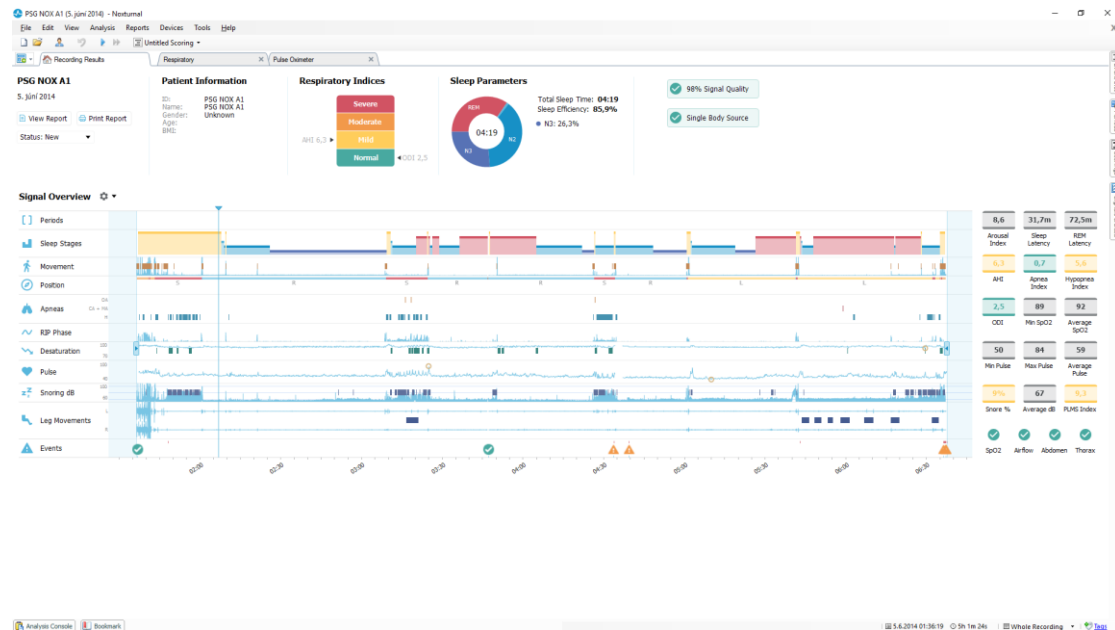 PSG NOX A1 (5. júní 2014) - Noxturnal
File Edit View Analysis Reports Devices Tools Help
Untitled Scoring
Recording Results
Respiratory
Pulse Oximeter
PSG NOX A1
5. júní 2014
View Report Print Report
Status: New
Patient Information
ID: PSG NOX A1
Name: PSG NOX A1
Gender: Unknown
Age:
BMI:
Respiratory Indices
Severe
Moderate
AHI 6,3 Mild
Normal ODI 2,5
Sleep Parameters
REM
N2
N3
04:19
Total Sleep Time: 04:19
Sleep Efficiency: 85,9%
N3: 26,3%
98% Signal Quality
Single Body Source
Signal Overview
Periods
Sleep Stages
Movement
Position
S R S R R S R L L
Apneas
A
RIP Phase
Desaturation
100
70
Pulse
100
40
Snoring dB
100
40
Leg Movements
L
R
Events
02:00 02:30 03:00 03:30 04:00 04:30 05:00 05:30 06:00 06:30
8,6 31,7m 72,5m
Arousal Index
Sleep Latency
REM Latency
6,3 0,7 5,6
AHI
Apnea Index
Hypopnea Index
2,5 89 92
ODI
Min SpO2
Average SpO2
50 84 59
Min Pulse
Max Pulse
Average Pulse
9% 67 9,3
Snore % Average dB PLMS Index
SpO2 Airflow Abdomen Thorax
Analysis Console Bookmark
5.6.2014 01:36:19 5h 1m 24s Whole Recording Tags